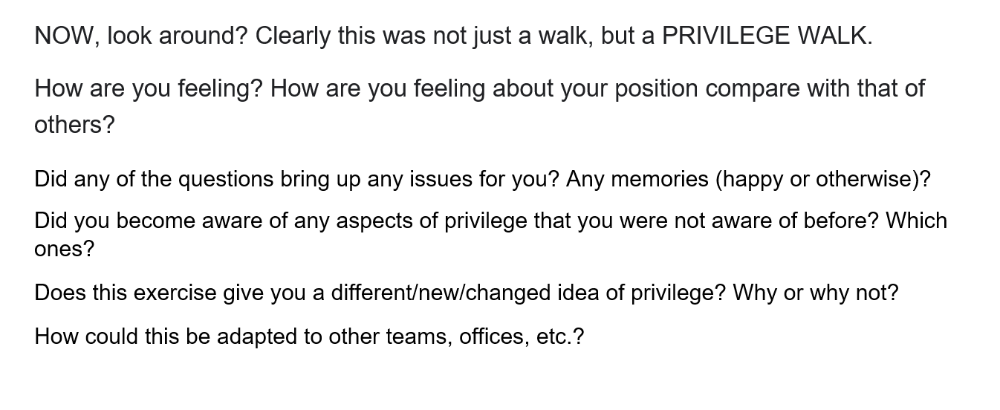 NOW, look around? Clearly this was not just a walk, but a PRIVILEGE WALK.
How are you feeling? How are you feeling about your position compare with that of
others?
Did any of the questions bring up any issues for you? Any memories (happy or otherwise)?
Did you become aware of any aspects of privilege that you were not aware of before? Which
ones?
Does this exercise give you a different/new/changed idea of privilege? Why or why not?
How could this be adapted to other teams, offices, etc.?